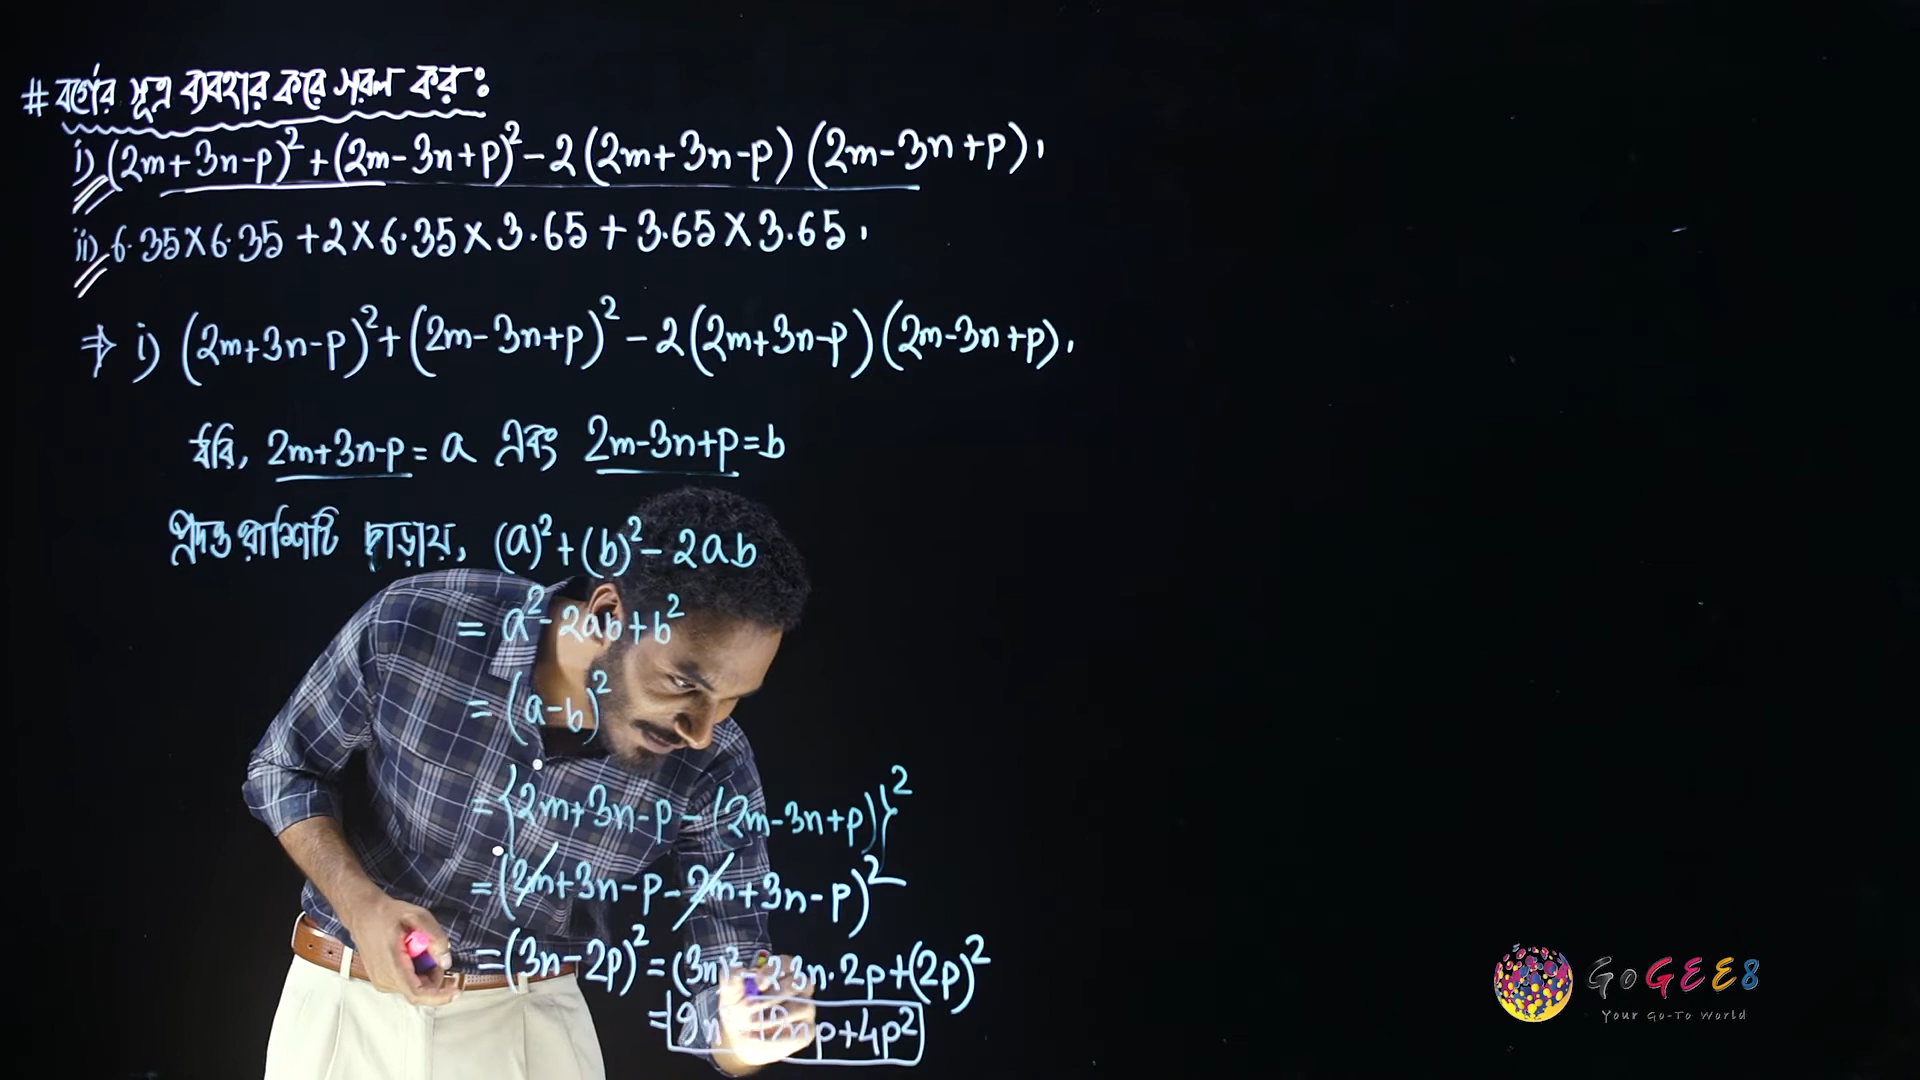 # বর্গের সূত্র ব্যবহার করে সরল কর:
i) (2m+3n-p)²+(2m-3n+p)²-2(2m+3n-p)(2m-3n+p),
ii) 6.35×6.35+2×6.35×3.65+3.65×3.65,
⇒ i) (2m+3n-p)²+(2m-3n+p)²-2(2m+3n-p)(2m-3n+p),
ধরি, 2m+3n-p=a এবং 2m-3n+p=b
প্রদত্ত রাশিটি দাড়ায়, (a)²+(b)²-2ab
= a²-2ab+b²
= (a-b)²
= {2m+3n-p-(2m-3n+p)}²
= (2m+3n-p-2m+3n-p)²
= (3n-2p)² = (3n)²-2.3n.2p+(2p)²
= 9n²-12np+4p²
GOGEE8
Your Go-To World